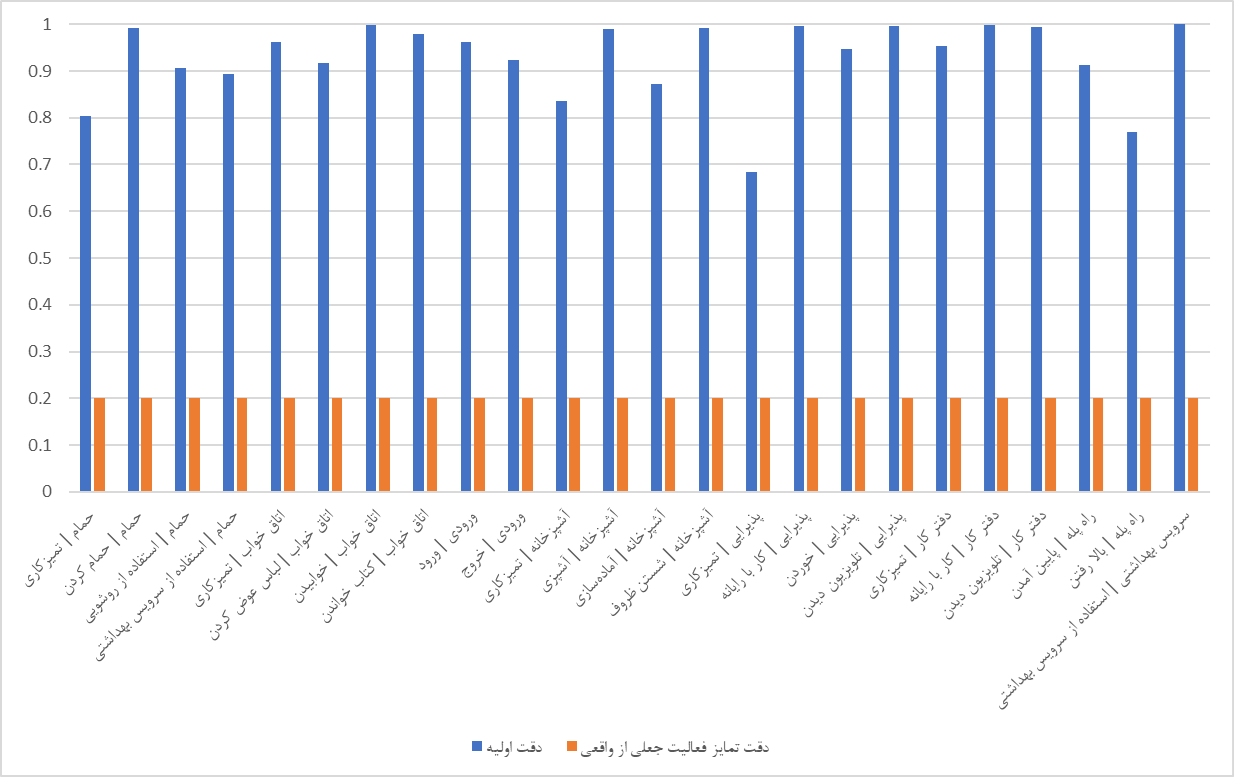 1
0.9
0.8
0.7
0.6
0.5
0.4
0.3
0.2
0.1
0
حمام | تمیزکاری
حمام | حمام کردن
حمام | استفاده از روشویی
حمام | استفاده از سرویس بهداشتی
اتاق خواب | تمیزکاری
اتاق خواب | لباس عوض کردن
اتاق خواب | خوابیدن
اتاق خواب | کتاب خواندن
ورودی | ورود
ورودی | خروج
آشپزخانه | تمیزکاری
آشپزخانه | آشپزی
آشپزخانه | آماده‌سازی
آشپزخانه | شستن ظروف
پذیرایی | تمیزکاری
پذیرایی | کار با رایانه
پذیرایی | خوردن
پذیرایی | تلویزیون دیدن
دفتر کار | تمیزکاری
دفتر کار | کار با رایانه
دفتر کار | تلویزیون دیدن
راه پله | پایین آمدن
راه پله | بالا رفتن
سرویس بهداشتی | استفاده از سرویس بهداشتی
دقت اولیه
دقت تمایز فعالیت جعلی از واقعی